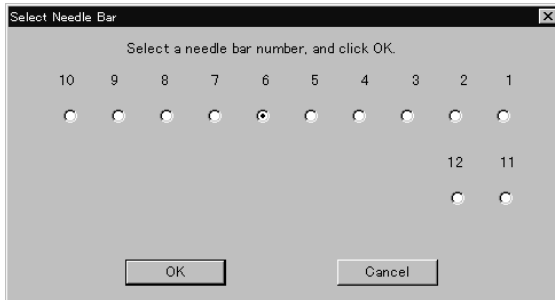 Select Needle Bar
Select a needle bar number, and click OK.
10 9 8 7 6 5 4 3 2 1
12 11
OK Cancel